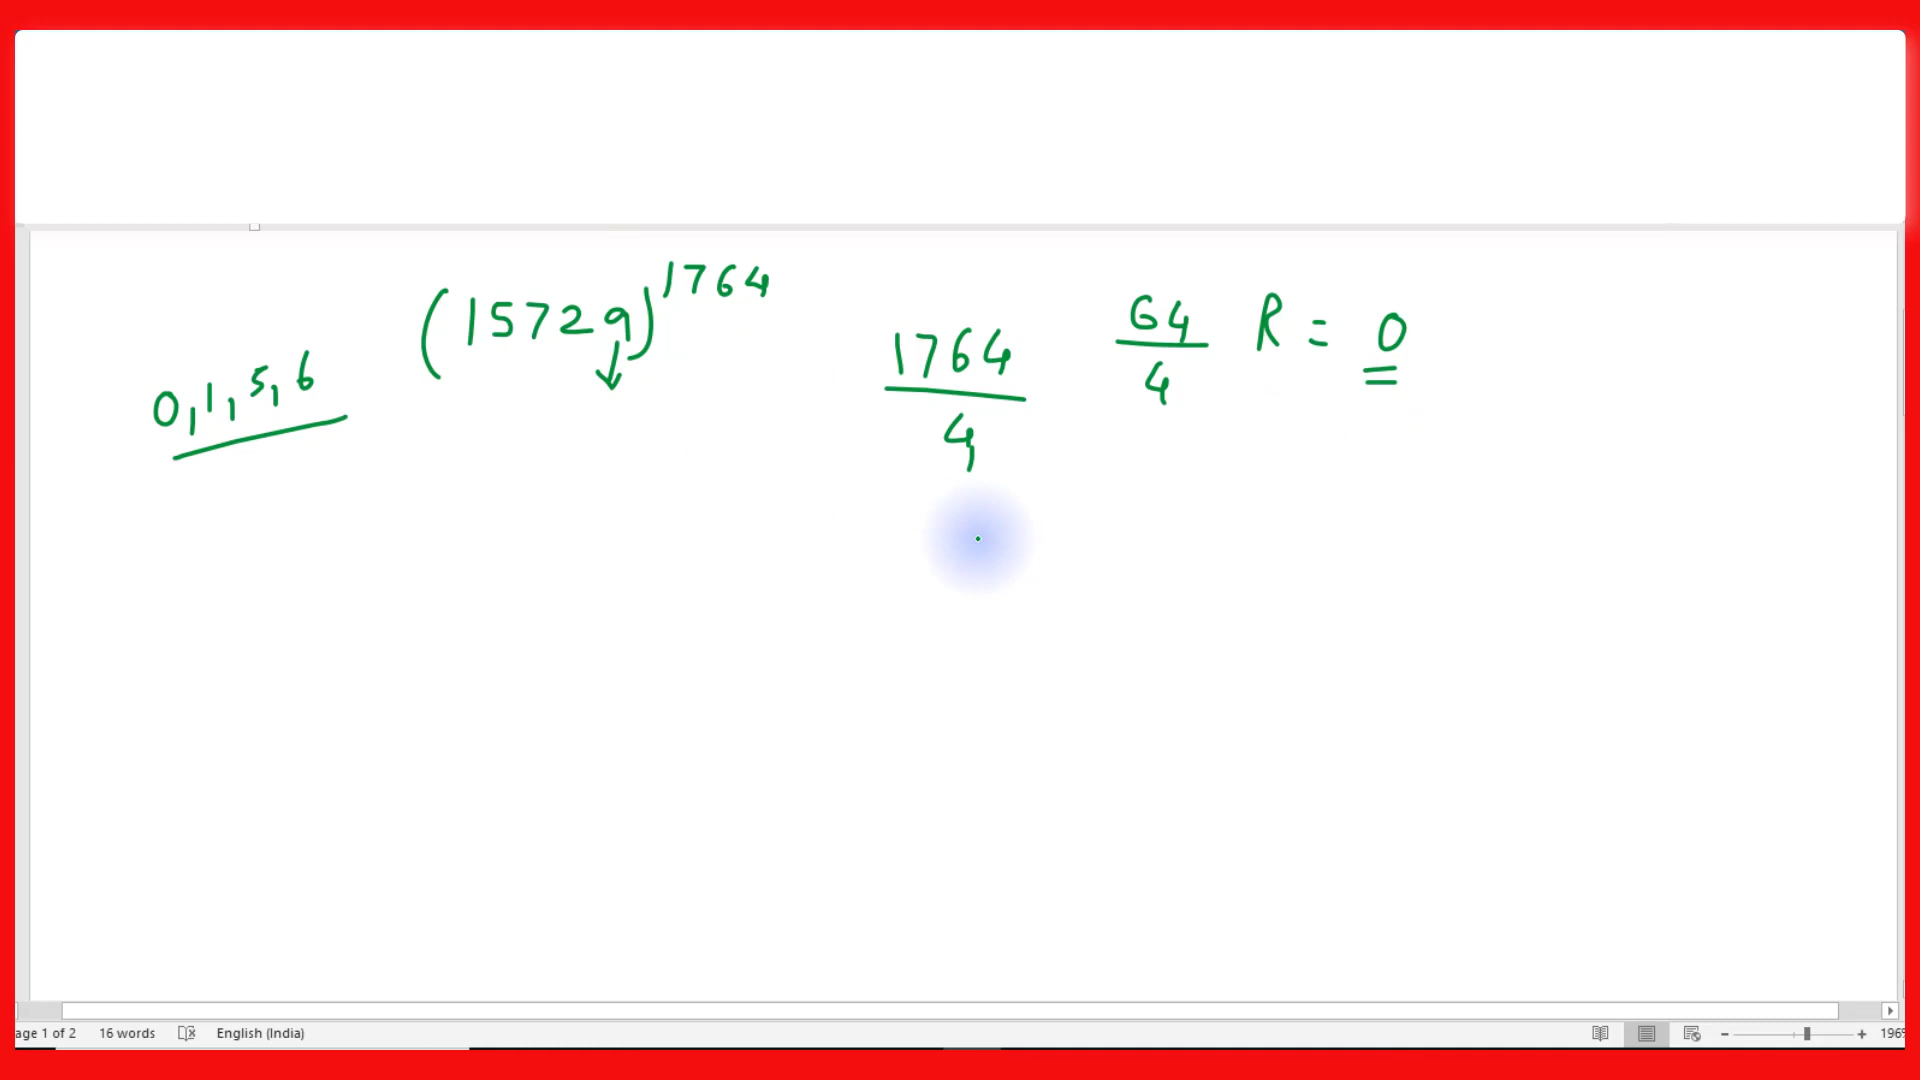 (15729)^1764
0, 1, 5, 6
1764
4
64
4
R = 0
age 1 of 2 16 words English (India) - + 196%